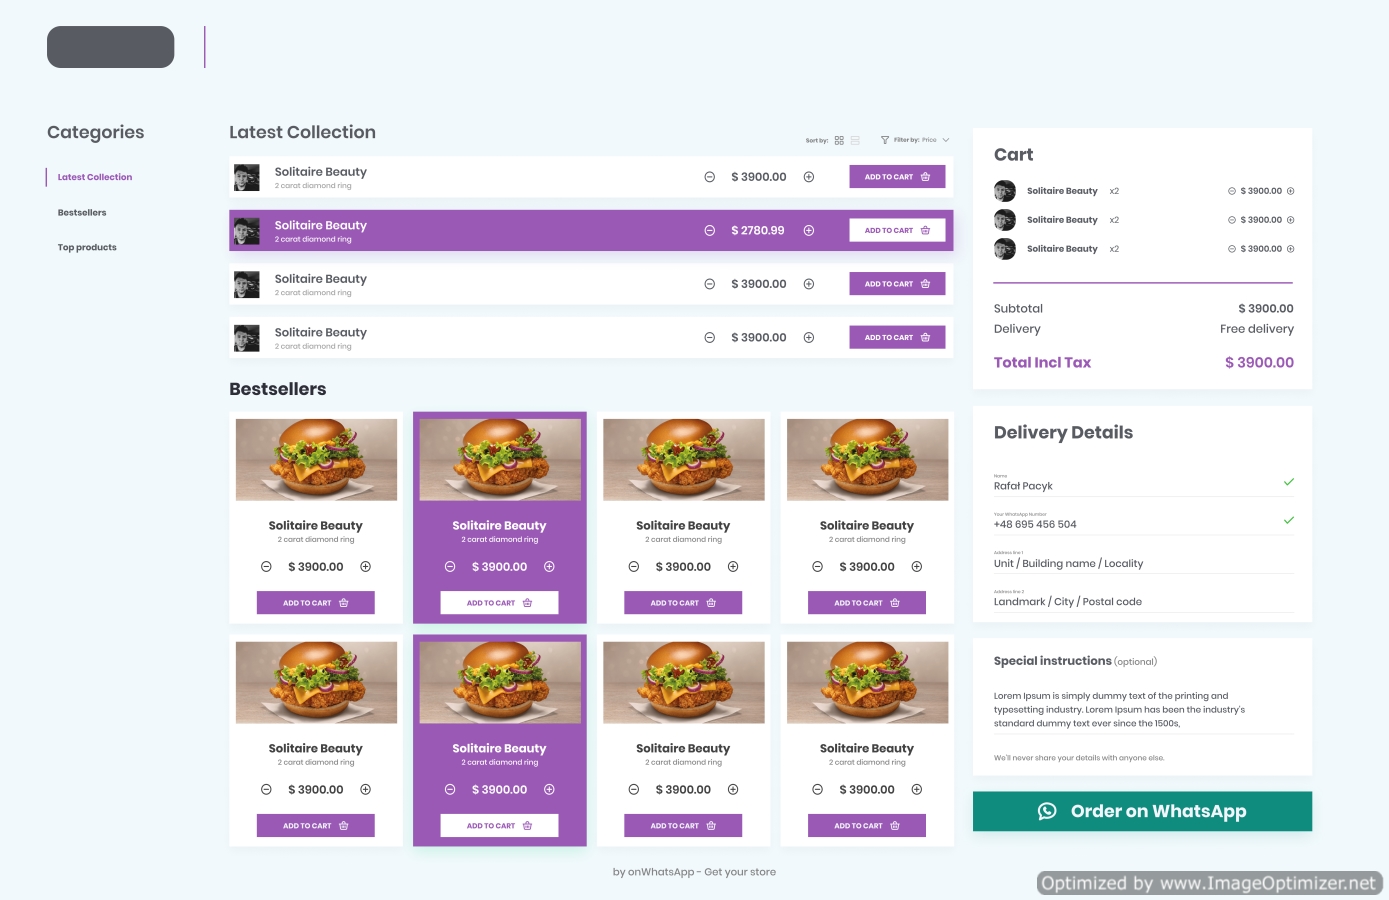 Categories
Latest Collection
Bestsellers
Top products
Latest Collection
Sort by:
Filter by: Price
Solitaire Beauty
2 carat diamond ring
$ 3900.00
ADD TO CART
Solitaire Beauty
2 carat diamond ring
$ 2780.99
ADD TO CART
Solitaire Beauty
2 carat diamond ring
$ 3900.00
ADD TO CART
Solitaire Beauty
2 carat diamond ring
$ 3900.00
ADD TO CART
Bestsellers
Solitaire Beauty
2 carat diamond ring
$ 3900.00
ADD TO CART
Solitaire Beauty
2 carat diamond ring
$ 3900.00
ADD TO CART
Solitaire Beauty
2 carat diamond ring
$ 3900.00
ADD TO CART
Solitaire Beauty
2 carat diamond ring
$ 3900.00
ADD TO CART
Solitaire Beauty
2 carat diamond ring
$ 3900.00
ADD TO CART
Solitaire Beauty
2 carat diamond ring
$ 3900.00
ADD TO CART
Solitaire Beauty
2 carat diamond ring
$ 3900.00
ADD TO CART
Solitaire Beauty
2 carat diamond ring
$ 3900.00
ADD TO CART
Cart
Solitaire Beauty x2 $ 3900.00
Solitaire Beauty x2 $ 3900.00
Solitaire Beauty x2 $ 3900.00
Subtotal $ 3900.00
Delivery Free delivery
Total Incl Tax $ 3900.00
Delivery Details
Name
Rafał Pacyk
Your WhatsApp Number
+48 695 456 504
Address line 1
Unit / Building name / Locality
Address line 2
Landmark / City / Postal code
Special instructions (optional)
Lorem Ipsum is simply dummy text of the printing and
typesetting industry. Lorem Ipsum has been the industry's
standard dummy text ever since the 1500s,
We'll never share your details with anyone else.
Order on WhatsApp
by onWhatsApp - Get your store
Optimized by www.ImageOptimizer.net